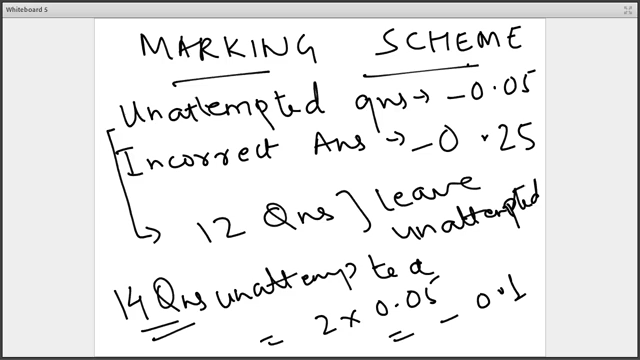 Whiteboard 5
MARKING SCHEME
Unattempted qns → -0.05
Incorrect Ans → -0.25
→ 12 Qns } leave
unattempted
14 Qns unattempted
= 2 x 0.05 = -0.1